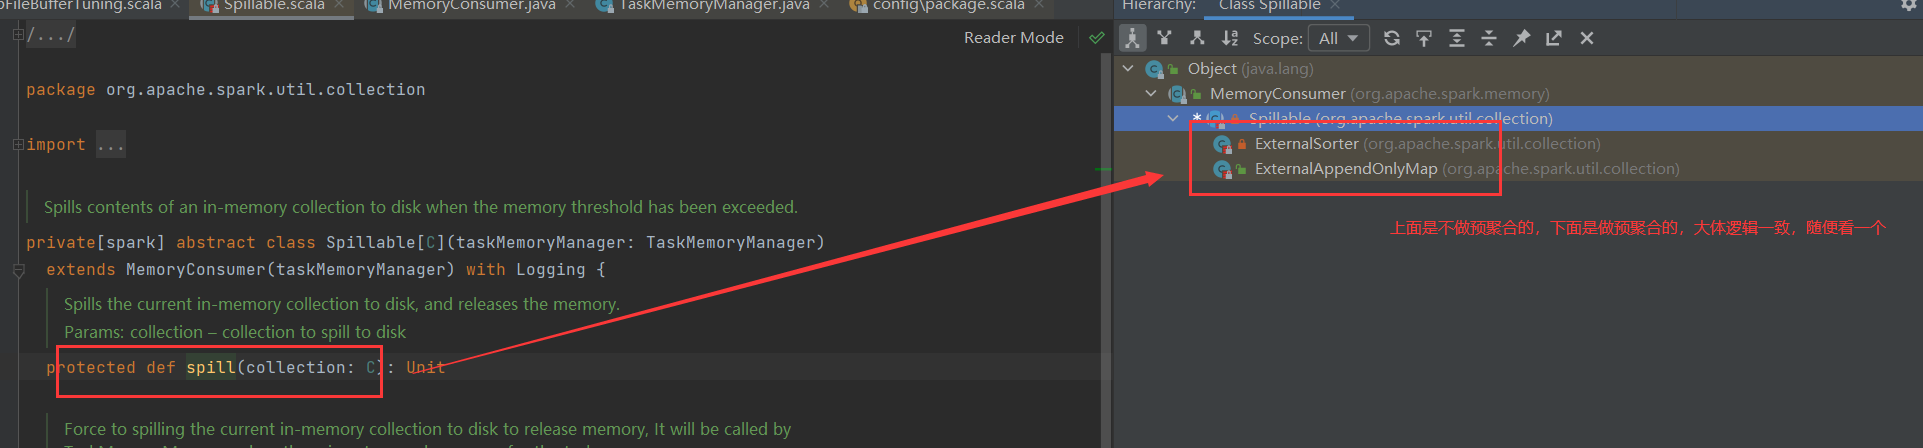 FileBufferTuning.scala × Spillable.scala × MemoryConsumer.java × TaskMemoryManager.java × config\package.scala ×
Hierarchy: Class Spillable ×
/.../
Reader Mode
Scope: All
package org.apache.spark.util.collection
import ...
Spills contents of an in-memory collection to disk when the memory threshold has been exceeded.
private[spark] abstract class Spillable[C](taskMemoryManager: TaskMemoryManager)
extends MemoryConsumer(taskMemoryManager) with Logging {
Spills the current in-memory collection to disk, and releases the memory.
Params: collection – collection to spill to disk
protected def spill(collection: C): Unit
Force to spilling the current in-memory collection to disk to release memory, It will be called by
Object (java.lang)
MemoryConsumer (org.apache.spark.memory)
Spillable (org.apache.spark.util.collection)
ExternalSorter (org.apache.spark.util.collection)
ExternalAppendOnlyMap (org.apache.spark.util.collection)
上面是不做预聚合的，下面是做预聚合的，大体逻辑一致，随便看一个